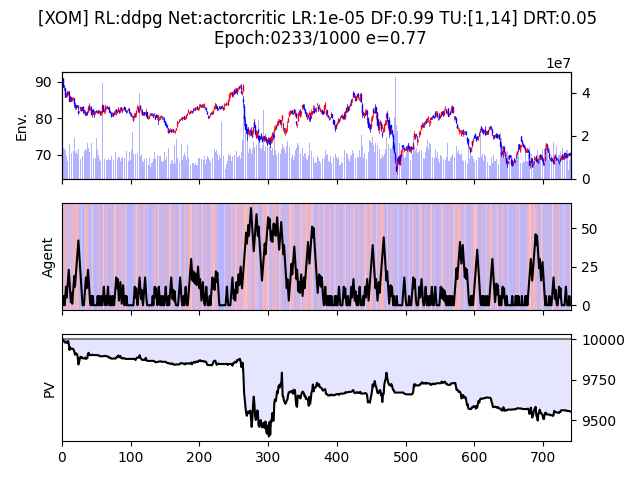 [XOM] RL:ddpg Net:actorcritic LR:1e-05 DF:0.99 TU:[1,14] DRT:0.05
Epoch:0233/1000 e=0.77
1e7
90
80
70
Env.
4
2
0
Agent
50
25
0
PV
10000
9750
9500
0 100 200 300 400 500 600 700